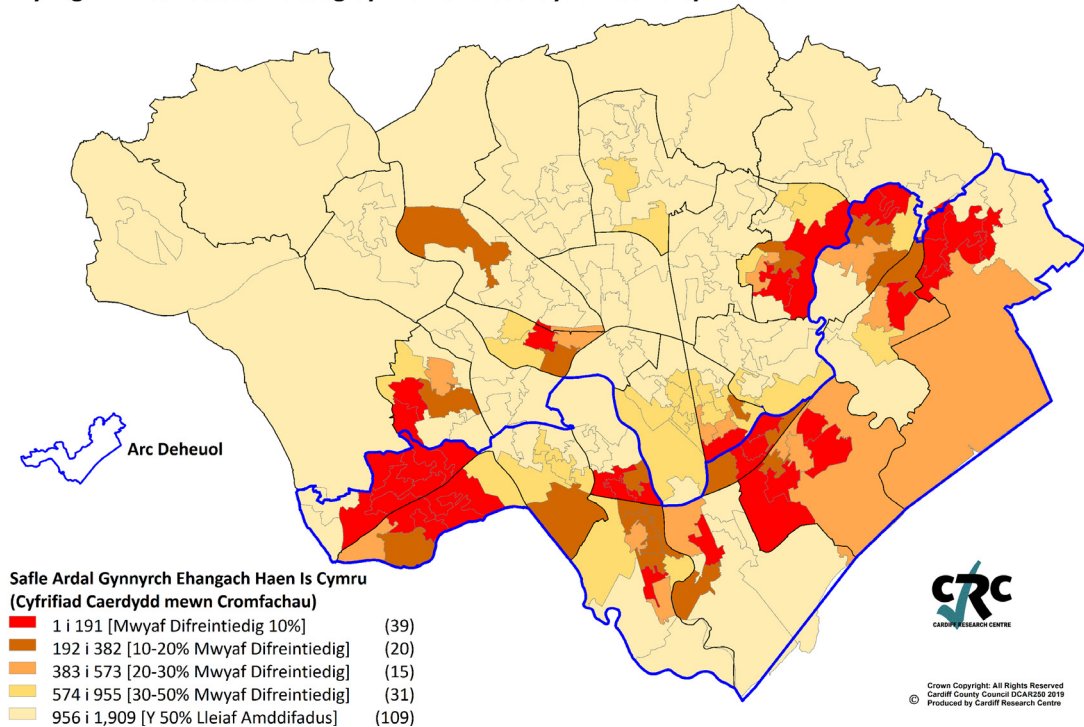 Arc Deheuol
Safle Ardal Gynnyrch Ehangach Haen Is Cymru
(Cyfrifiad Caerdydd mewn Cromfachau)
1 i 191 [Mwyaf Difreintiedig 10%] (39)
192 i 382 [10-20% Mwyaf Difreintiedig] (20)
383 i 573 [20-30% Mwyaf Difreintiedig] (15)
574 i 955 [30-50% Mwyaf Difreintiedig] (31)
956 i 1,909 [Y 50% Lleiaf Amddifadus] (109)
CRC
CARDIFF RESEARCH CENTRE
Crown Copyright: All Rights Reserved
© Cardiff County Council DCAR250 2019
Produced by Cardiff Research Centre